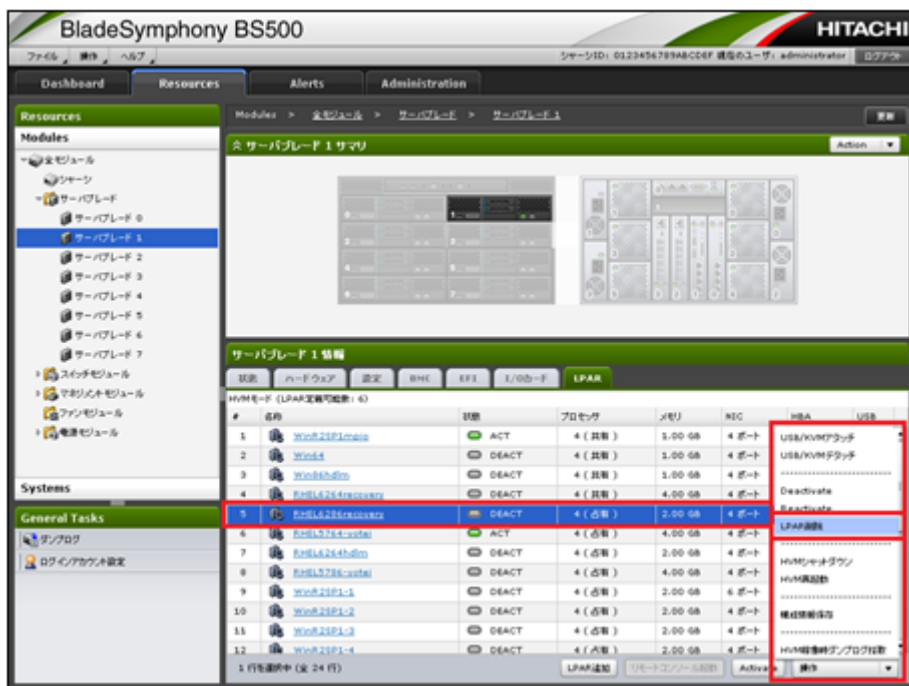 BladeSymphony BS500
HITACHI
ファイル 操作 ヘルプ
シャーシID: 0123456789ABCDEF 現在のユーザ: administrator ログアウト
Dashboard Resources Alerts Administration
Resources
Modules > 全モジュール > サーバブレード > サーバブレード 1
更新
Modules
サーバブレード 1 サマリ
Action
全モジュール
シャーシ
サーバブレード
サーバブレード 0
サーバブレード 1
サーバブレード 2
サーバブレード 3
サーバブレード 4
サーバブレード 5
サーバブレード 6
サーバブレード 7
スイッチモジュール
マネジメントモジュール
ファンモジュール
電源モジュール
Systems
General Tasks
ダンプログ
ログインアカウント設定
サーバブレード 1 情報
状態 ハードウェア 設定 BMC EFI I/Oカード LPAR
HVMモード (LPAR定義可能数: 6)
# 名称 状態 プロセッサ メモリ NIC HBA USB
1 ACT 4 (共有) 1.00 GB 4 ポート
2 Win64 DEACT 4 (共有) 1.00 GB 4 ポート
3 Win86hdlm DEACT 4 (共有) 1.00 GB 4 ポート
4 RHEL6264recovery DEACT 4 (共有) 4.00 GB 4 ポート
5 RHEL6286recovery DEACT 4 (占有) 2.00 GB 4 ポート
6 RHEL5764-yotei ACT 4 (占有) 4.00 GB 4 ポート
7 RHEL6264hdlm DEACT 4 (占有) 2.00 GB 4 ポート
8 RHEL5786-yotei DEACT 4 (占有) 4.00 GB 4 ポート
9 WinR2SP1-1 DEACT 4 (占有) 2.00 GB 6 ポート
10 WinR2SP1-2 DEACT 4 (占有) 2.00 GB 4 ポート
11 WinR2SP1-3 DEACT 4 (占有) 2.00 GB 4 ポート
12 WinR2SP1-4 DEACT 4 (占有) 2.00 GB 4 ポート
USB/KVMアタッチ
USB/KVMデタッチ
Deactivate
Reactivate
LPAR削除
HVMシャットダウン
HVM再起動
構成情報保存
HVM稼働時ダンプログ採取
1 行を選択中 (全 24 行)
LPAR追加 リモートコンソール起動 Activate 操作